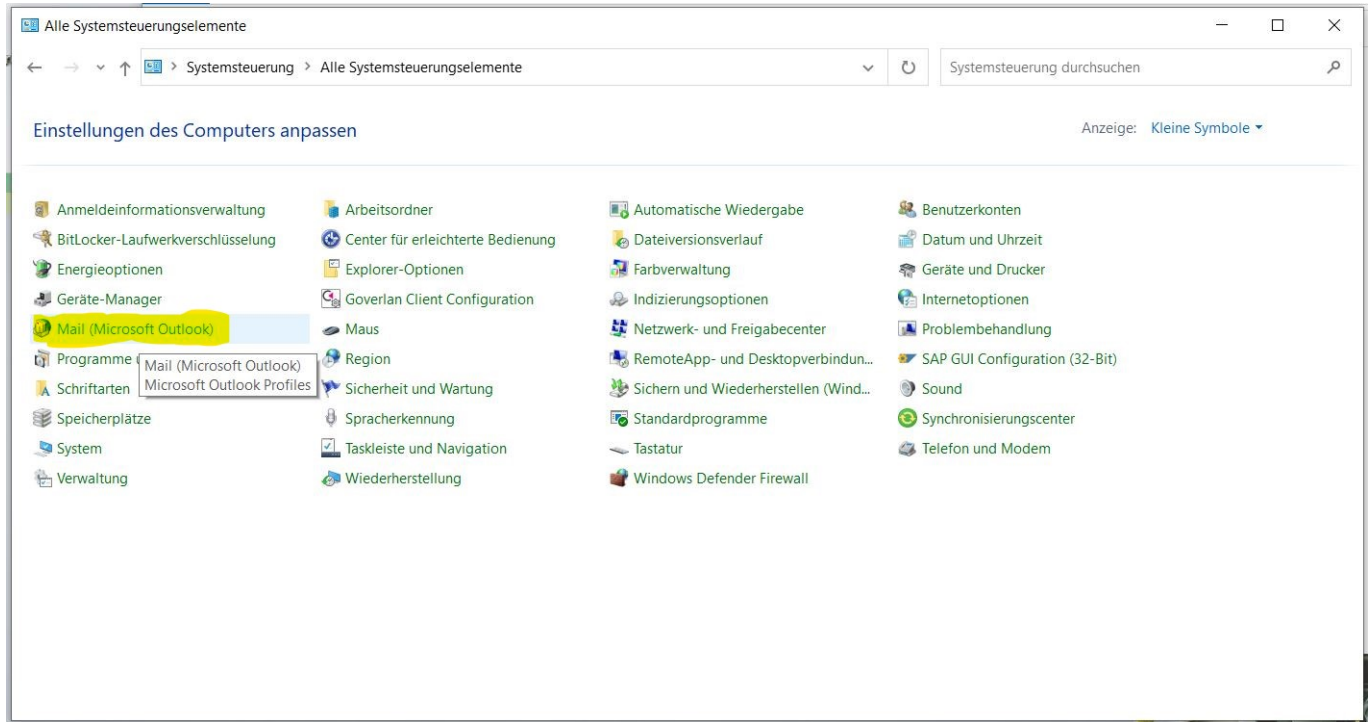 Alle Systemsteuerungselemente
Systemsteuerung > Alle Systemsteuerungselemente
Systemsteuerung durchsuchen
Einstellungen des Computers anpassen
Anzeige: Kleine Symbole
Anmeldeinformationsverwaltung Arbeitsordner Automatische Wiedergabe Benutzerkonten
BitLocker-Laufwerkverschlüsselung Center für erleichterte Bedienung Dateiversionsverlauf Datum und Uhrzeit
Energieoptionen Explorer-Optionen Farbverwaltung Geräte und Drucker
Geräte-Manager Goverlan Client Configuration Indizierungsoptionen Internetoptionen
Mail (Microsoft Outlook) Maus Netzwerk- und Freigabecenter Problembehandlung
Programme Region RemoteApp- und Desktopverbindun... SAP GUI Configuration (32-Bit)
Mail (Microsoft Outlook)
Microsoft Outlook Profiles
Schriftarten Sicherheit und Wartung Sichern und Wiederherstellen (Wind... Sound
Speicherplätze Spracherkennung Standardprogramme Synchronisierungscenter
System Taskleiste und Navigation Tastatur Telefon und Modem
Verwaltung Wiederherstellung Windows Defender Firewall